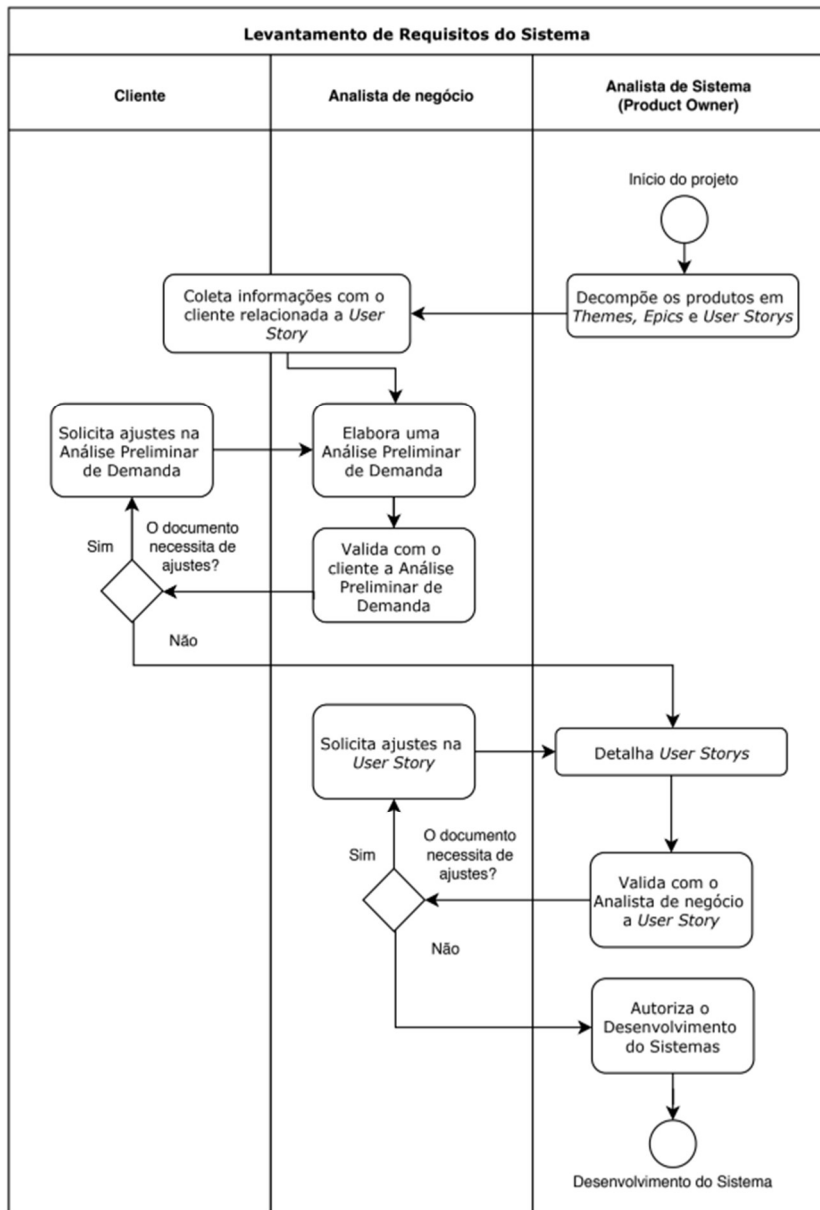 Levantamento de Requisitos do Sistema
Cliente
Analista de negócio
Analista de Sistema
(Product Owner)
Início do projeto
Decompõe os produtos em
Themes, Epics e User Storys
Coleta informações com o
cliente relacionada a User
Story
Solicita ajustes na
Análise Preliminar
de Demanda
Elabora uma
Análise Preliminar
de Demanda
Sim
O documento
necessita de
ajustes?
Valida com o
cliente a Análise
Preliminar de
Demanda
Não
Solicita ajustes na
User Story
Detalha User Storys
Sim
O documento
necessita de
ajustes?
Valida com o
Analista de negócio
a User Story
Não
Autoriza o
Desenvolvimento
do Sistemas
Desenvolvimento do Sistema